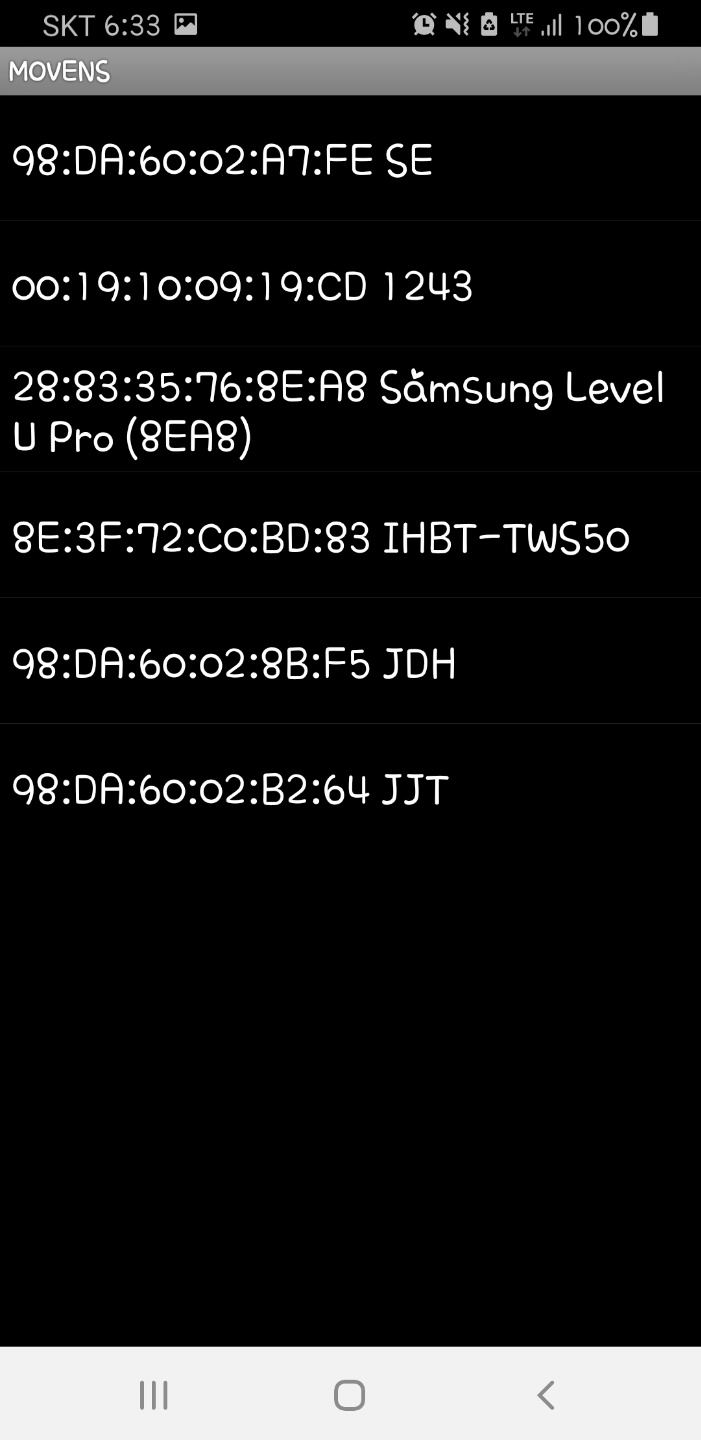 SKT 6:33 LTE 100%
MOVENS
98:DA:60:02:A7:FE SE
00:19:10:09:19:CD 1243
28:83:35:76:8E:A8 Samsung Level
U Pro (8EA8)
8E:3F:72:C0:BD:83 IHBT-TWS50
98:DA:60:02:8B:F5 JDH
98:DA:60:02:B2:64 JJT